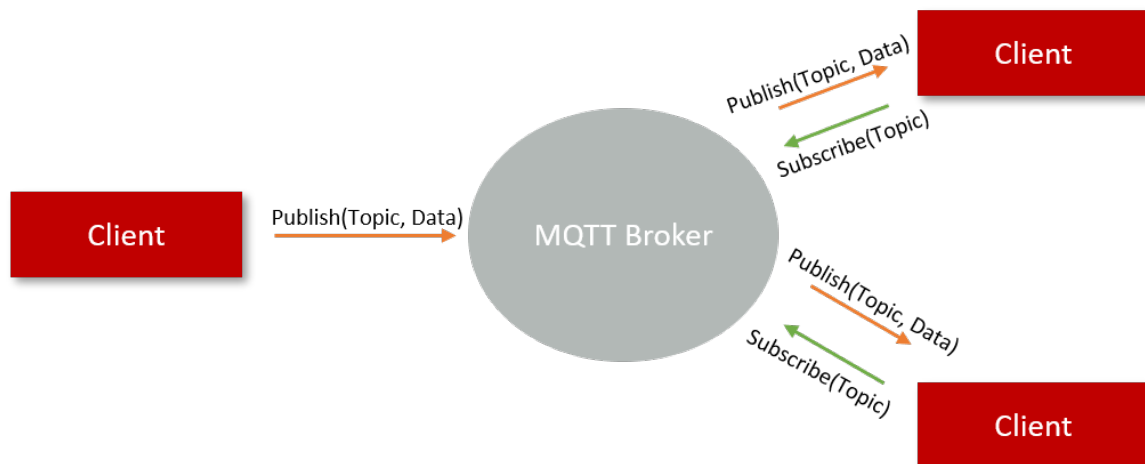 Client
Publish(Topic, Data)
Subscribe(Topic)
Client
Publish(Topic, Data)
MQTT Broker
Publish(Topic, Data)
Subscribe(Topic)
Client